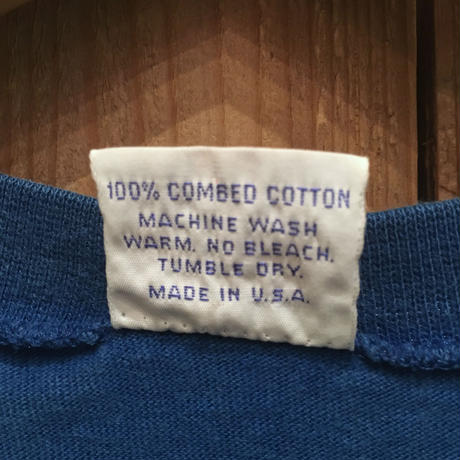 100% COMBED COTTON
MACHINE WASH
WARM. NO BLEACH.
TUMBLE DRY.
MADE IN U.S.A.